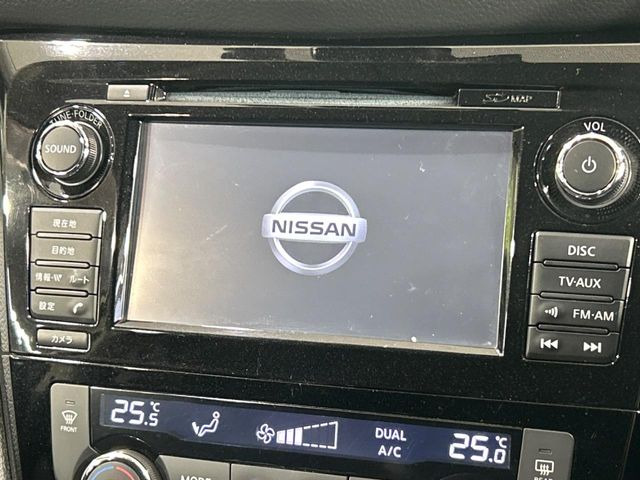 MAP
TUNE·FOLDER
SOUND
VOL
現在地
目的地
情報·VI ルート
設定
カメラ
NISSAN
DISC
TV·AUX
FM·AM
25.5°C
FRONT
DUAL
A/C
25.0°C
MODE
REAR